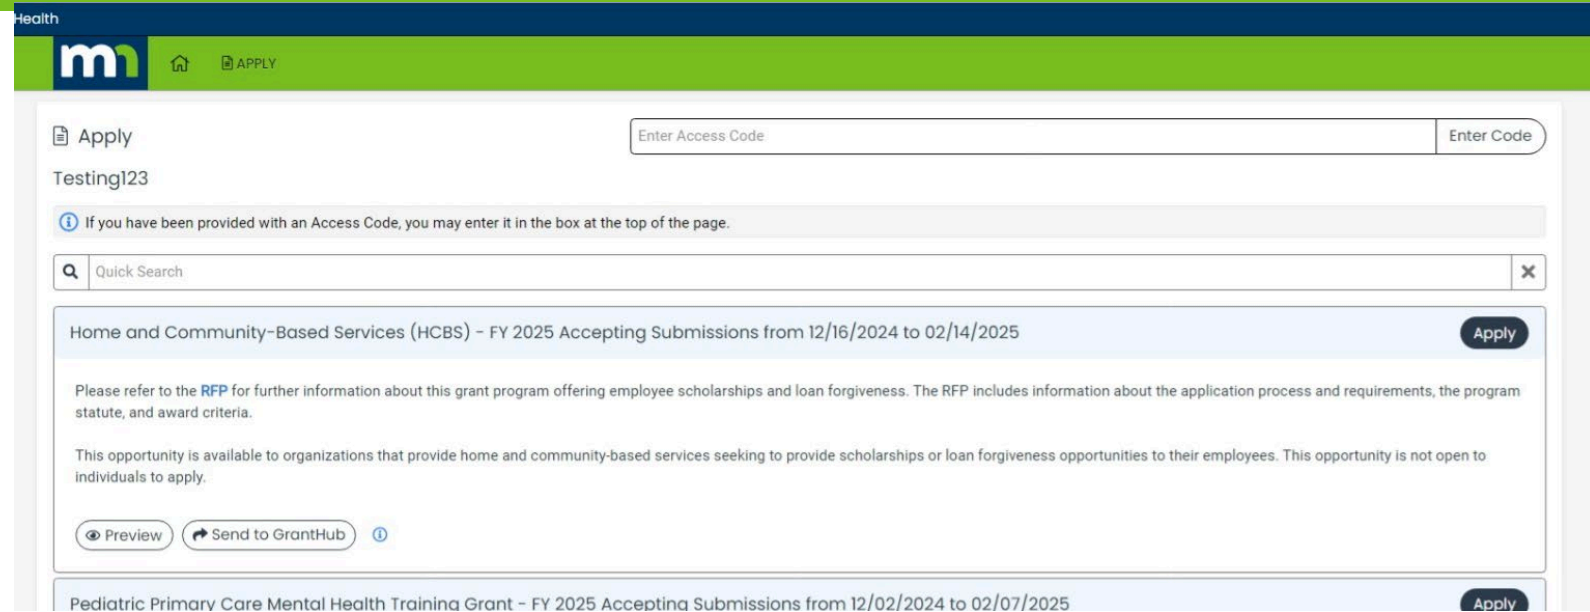 Health
mn
APPLY
Apply
Enter Access Code
Enter Code
Testing123
If you have been provided with an Access Code, you may enter it in the box at the top of the page.
Quick Search
Home and Community-Based Services (HCBS) - FY 2025 Accepting Submissions from 12/16/2024 to 02/14/2025
Apply
Please refer to the RFP for further information about this grant program offering employee scholarships and loan forgiveness. The RFP includes information about the application process and requirements, the program
statute, and award criteria.
This opportunity is available to organizations that provide home and community-based services seeking to provide scholarships or loan forgiveness opportunities to their employees. This opportunity is not open to
individuals to apply.
Preview
Send to GrantHub
Pediatric Primary Care Mental Health Training Grant - FY 2025 Accepting Submissions from 12/02/2024 to 02/07/2025
Apply